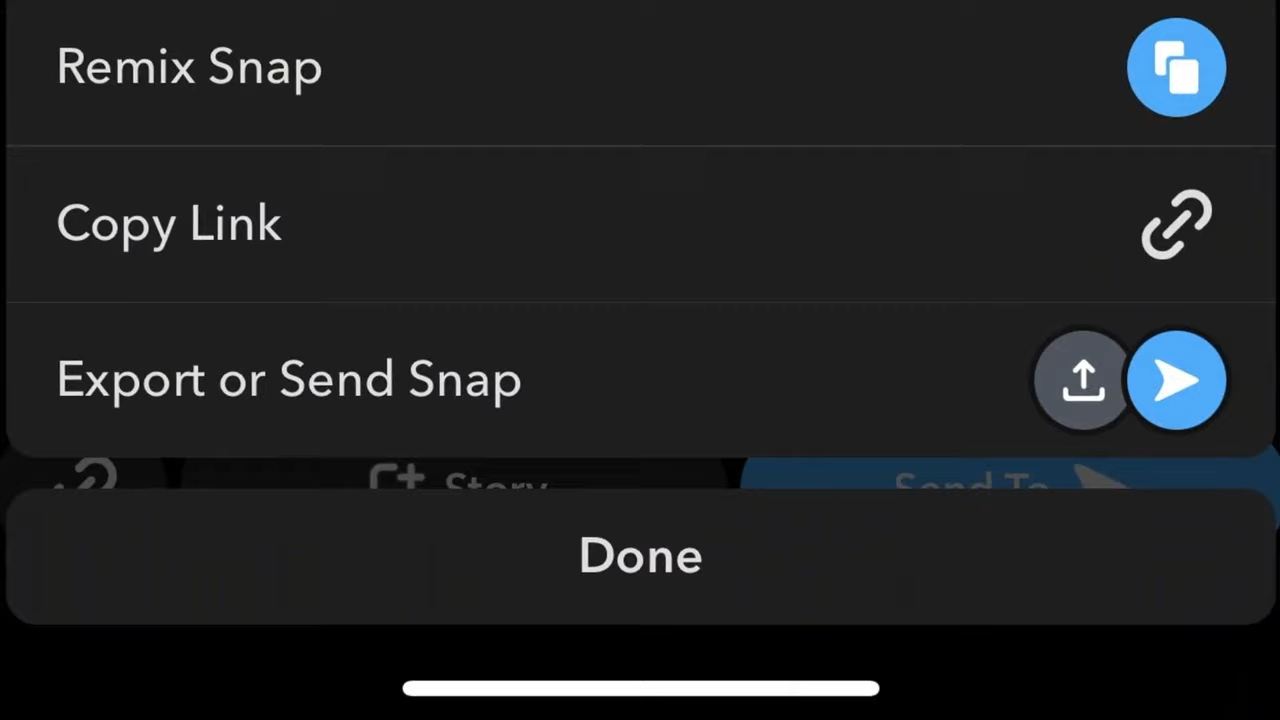 Remix Snap
Copy Link
Export or Send Snap
Story
Send To
Done